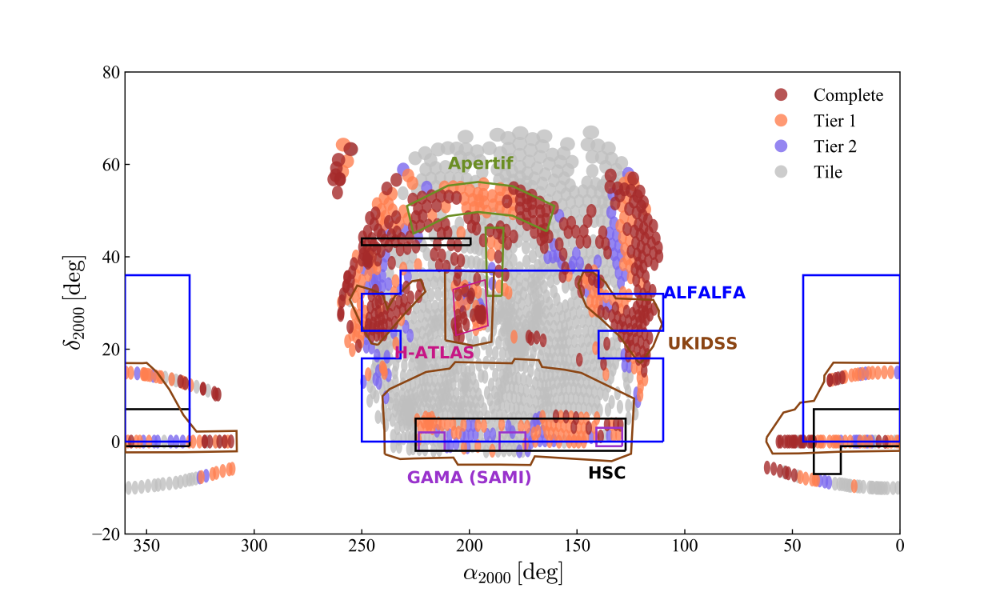 80
60
40
20
0
−20
350
300
250
200
150
100
50
0
δ2000 [deg]
α2000 [deg]
Complete
Tier 1
Tier 2
Tile
Apertif
ALFALFA
UKIDSS
H-ATLAS
GAMA (SAMI)
HSC